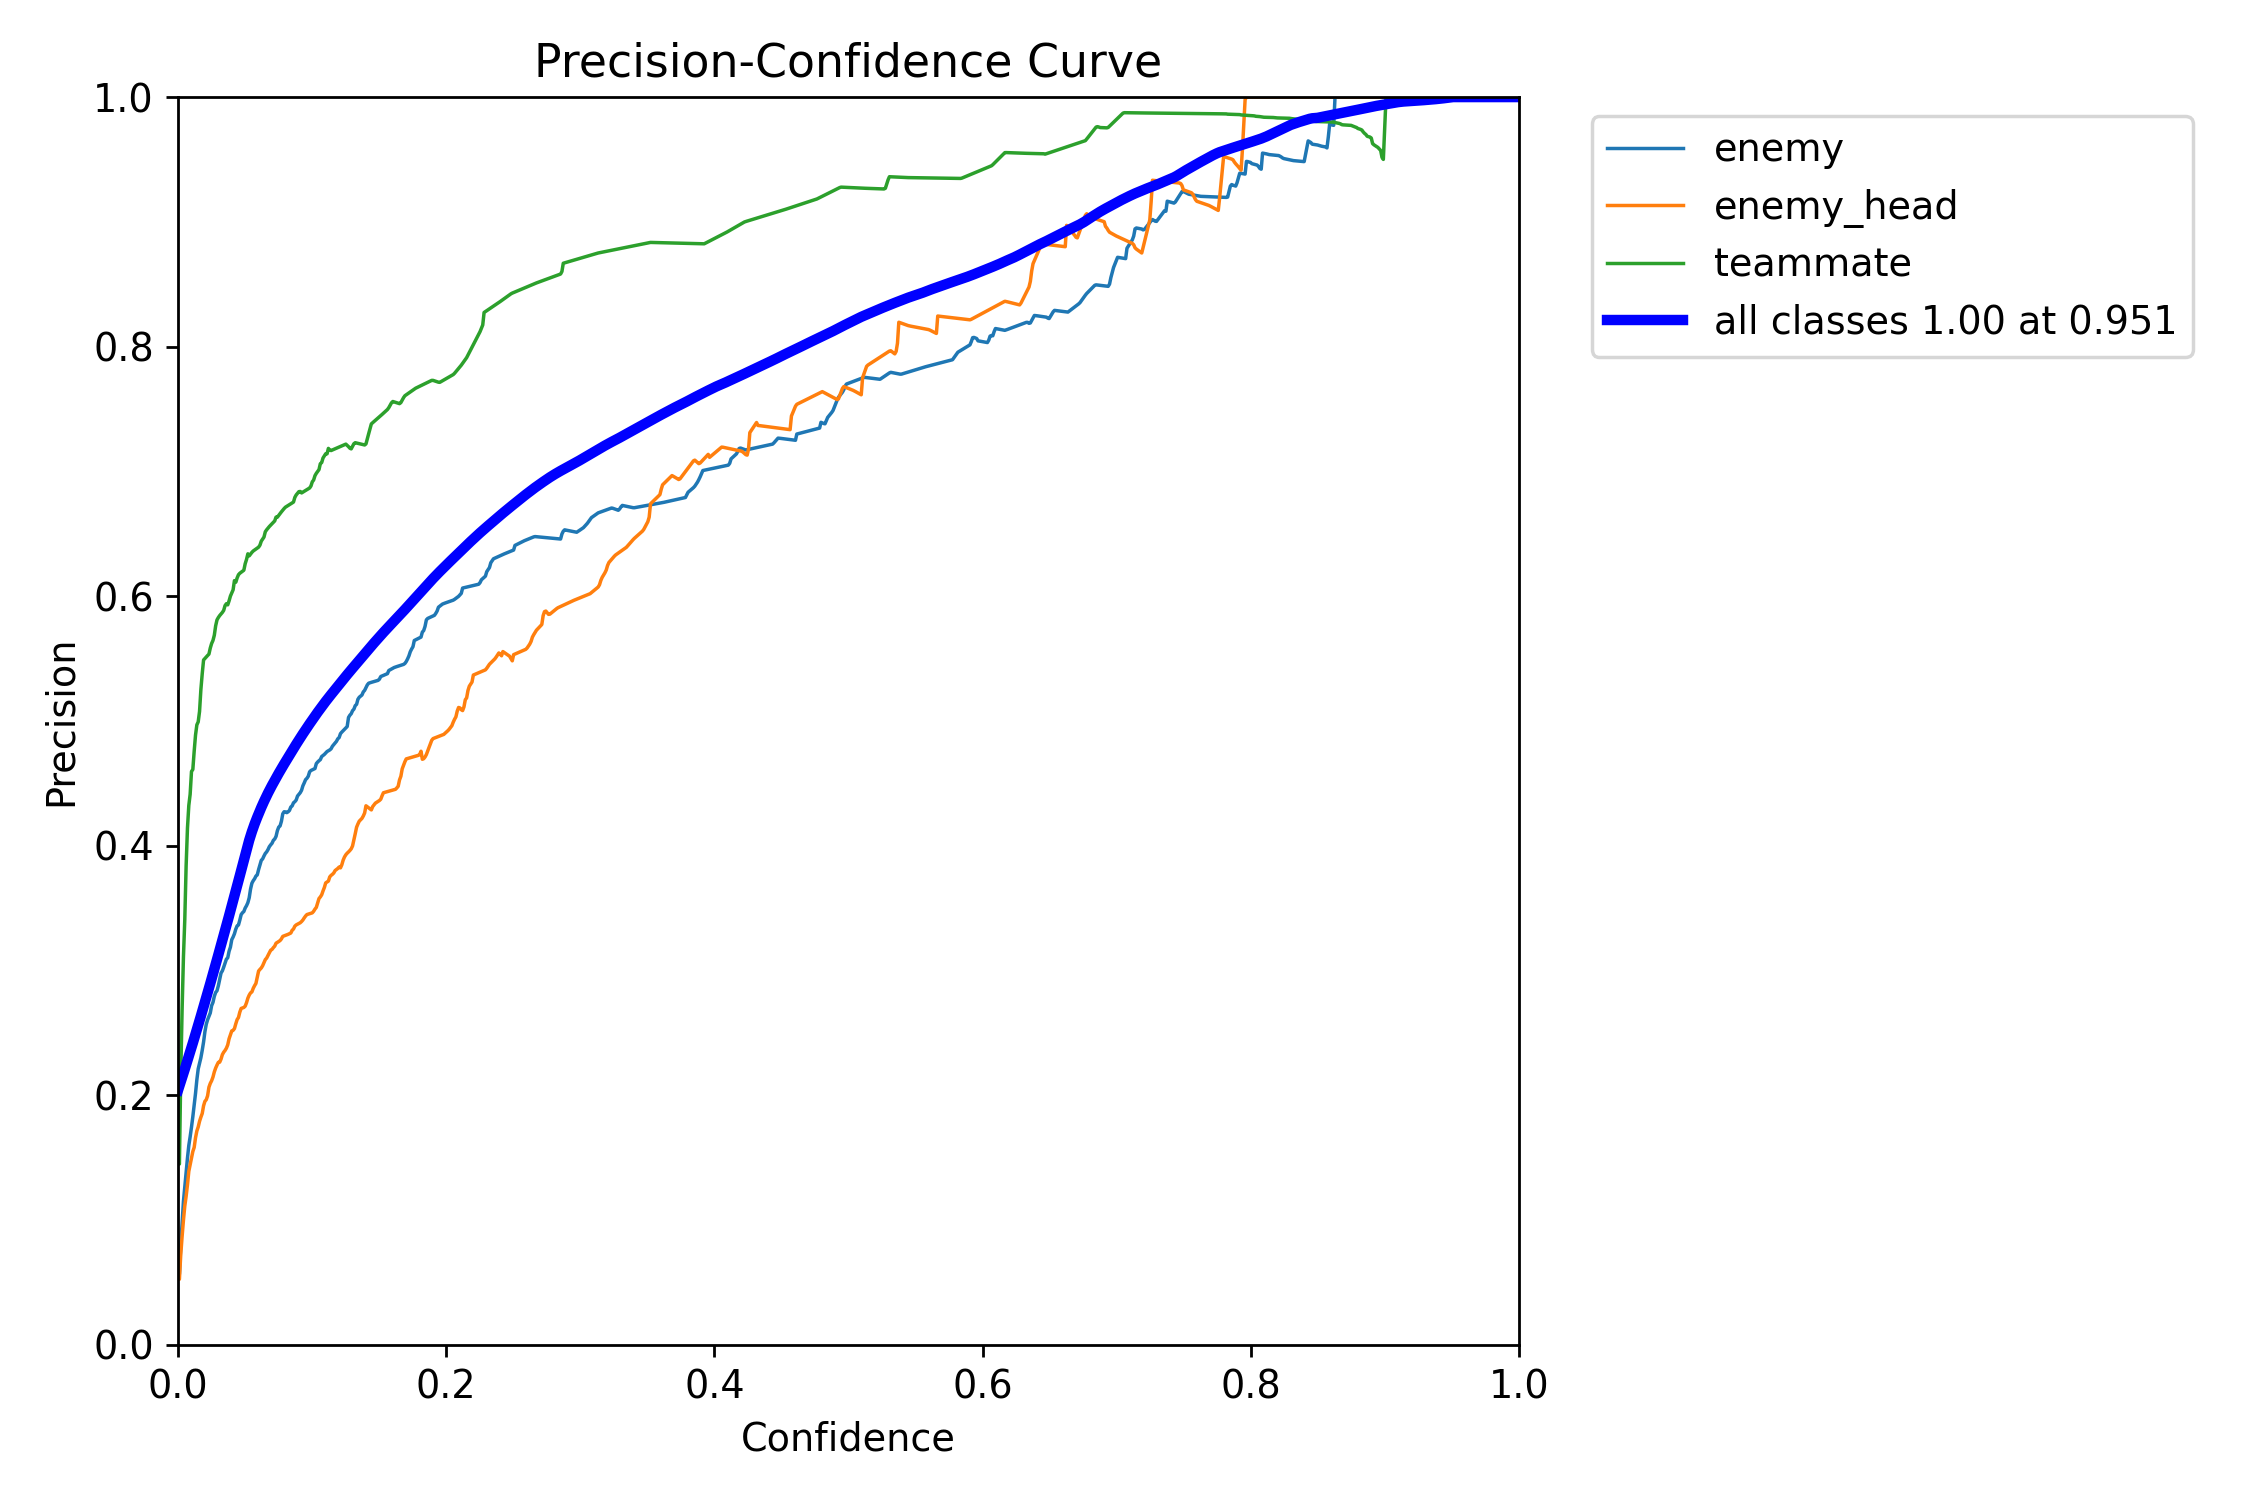 Precision-Confidence Curve
1.0
0.8
0.6
0.4
0.2
0.0
Precision
0.0 0.2 0.4 0.6 0.8 1.0
Confidence
enemy
enemy_head
teammate
all classes 1.00 at 0.951